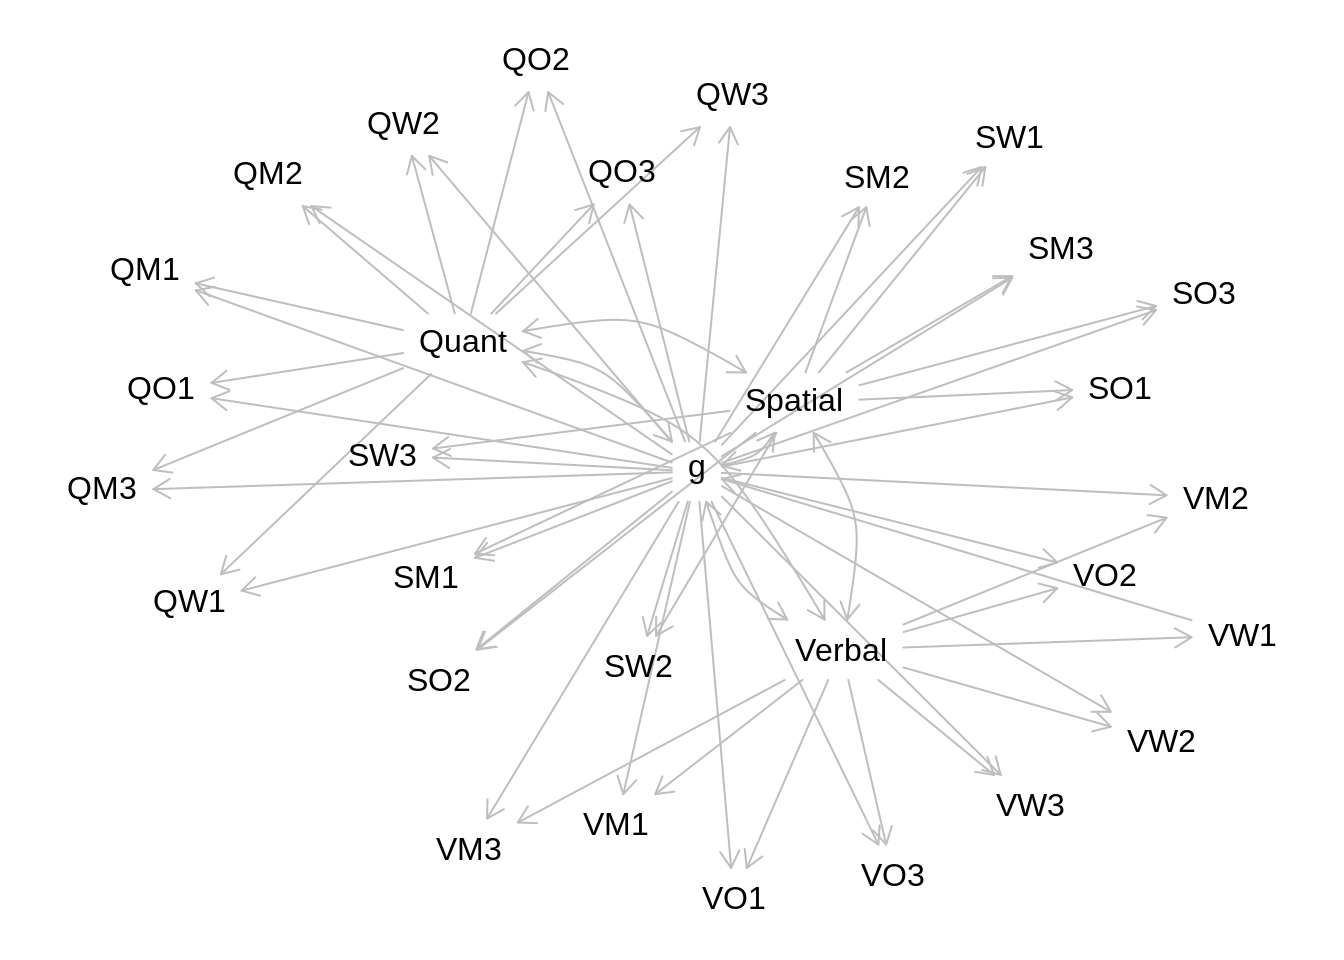 QO2
QW3
QW2
SW1
QO3
QM2
SM2
SM3
QM1
SO3
Quant
QO1
SO1
Spatial
SW3
g
QM3
VM2
SM1
VO2
QW1
VW1
Verbal
SW2
SO2
VW2
VW3
VM1
VM3
VO3
VO1